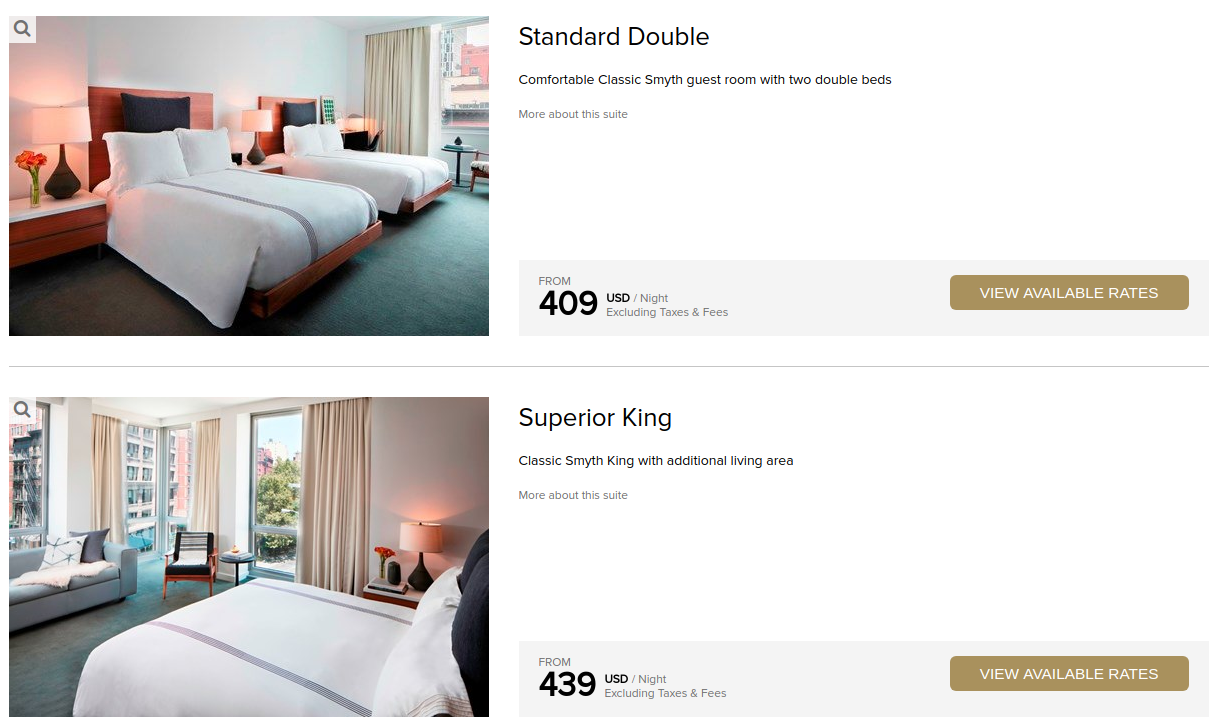 Standard Double
Comfortable Classic Smyth guest room with two double beds
More about this suite
FROM
409 USD / Night
Excluding Taxes & Fees
VIEW AVAILABLE RATES
Superior King
Classic Smyth King with additional living area
More about this suite
FROM
439 USD / Night
Excluding Taxes & Fees
VIEW AVAILABLE RATES